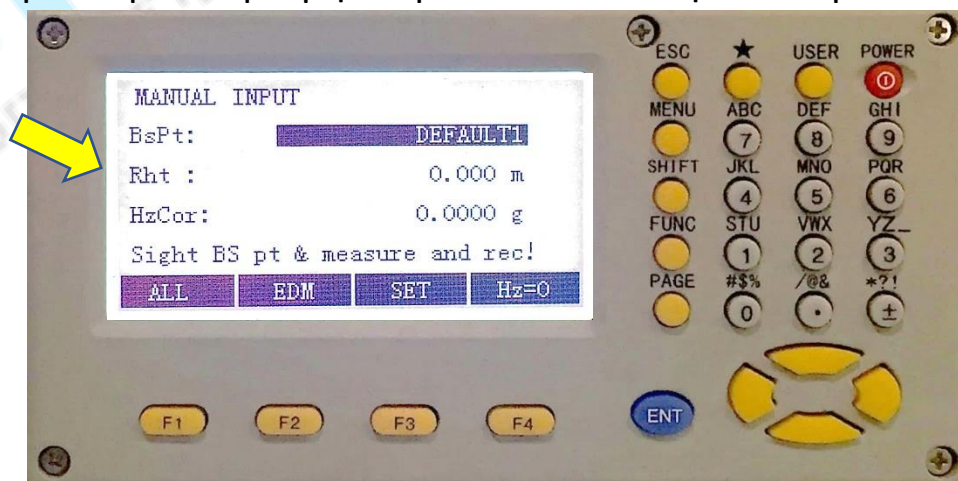 ESC ★ USER POWER
MANUAL INPUT
BsPt: DEFAULT1
Rht : 0.000 m
HzCor: 0.0000 g
Sight BS pt & measure and rec!
ALL EDM SET Hz=0
MENU ABC DEF GHI
7 8 9
SHIFT JKL MNO PQR
4 5 6
FUNC STU VWX YZ_
1 2 3
PAGE #$% /@& *?!
0 • ±
F1 F2 F3 F4 ENT